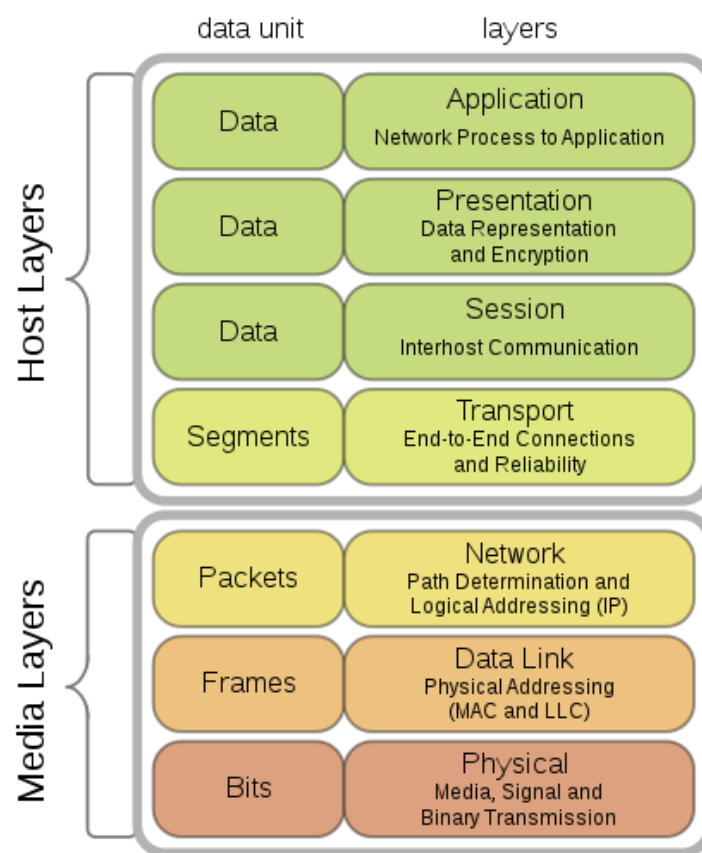 data unit
layers
Host Layers
Data
Application
Network Process to Application
Data
Presentation
Data Representation
and Encryption
Data
Session
Interhost Communication
Segments
Transport
End-to-End Connections
and Reliability
Media Layers
Packets
Network
Path Determination and
Logical Addressing (IP)
Frames
Data Link
Physical Addressing
(MAC and LLC)
Bits
Physical
Media, Signal and
Binary Transmission